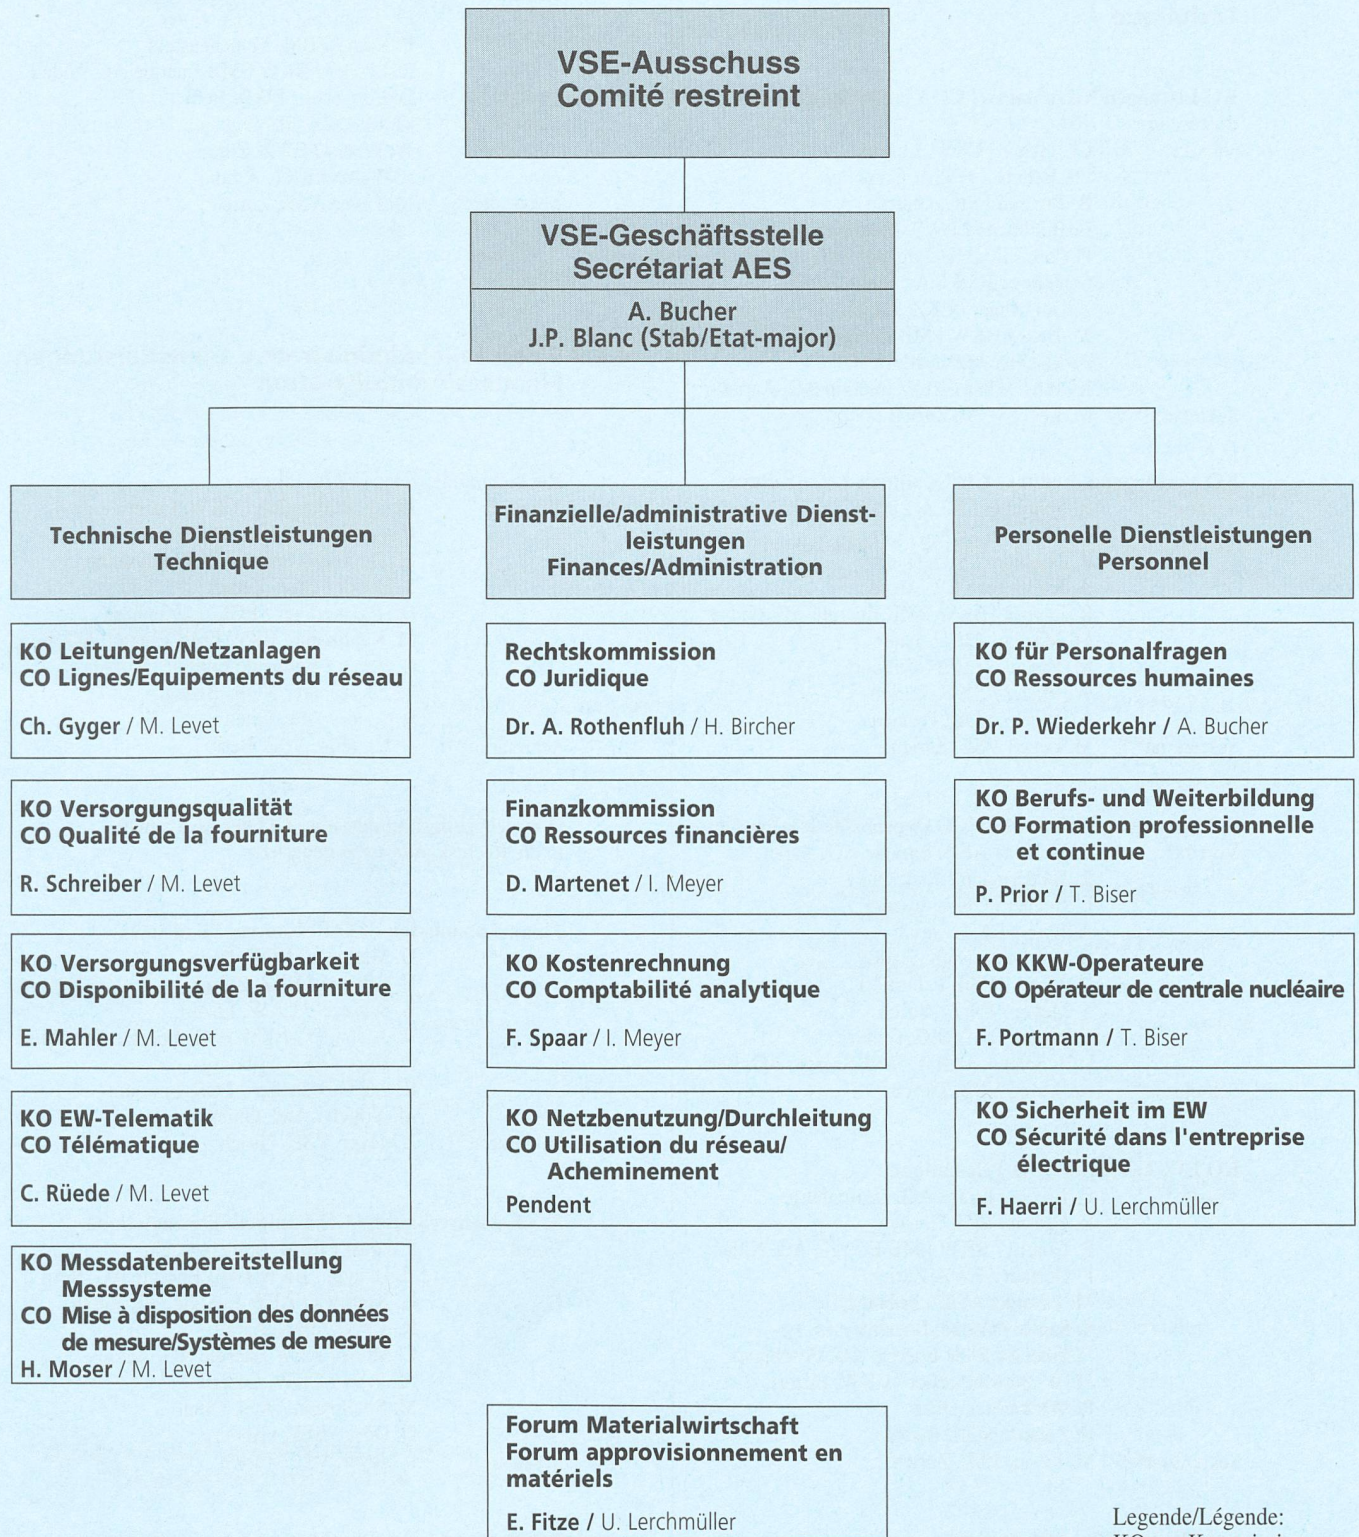 VSE-Ausschuss
Comité restreint
VSE-Geschäftsstelle
Secrétariat AES
A. Bucher
J.P. Blanc (Stab/Etat-major)
Technische Dienstleistungen
Technique
Finanzielle/administrative Dienst-
leistungen
Finances/Administration
Personelle Dienstleistungen
Personnel
KO Leitungen/Netzanlagen
CO Lignes/Equipements du réseau
Ch. Gyger / M. Levet
KO Versorgungsqualität
CO Qualité de la fourniture
R. Schreiber / M. Levet
KO Versorgungsverfügbarkeit
CO Disponibilité de la fourniture
E. Mahler / M. Levet
KO EW-Telematik
CO Télématique
C. Rüede / M. Levet
KO Messdatenbereitstellung
Messsysteme
CO Mise à disposition des données
de mesure/Systèmes de mesure
H. Moser / M. Levet
Rechtskommission
CO Juridique
Dr. A. Rothenfluh / H. Bircher
Finanzkommission
CO Ressources financières
D. Martenet / I. Meyer
KO Kostenrechnung
CO Comptabilité analytique
F. Spaar / I. Meyer
KO Netzbenutzung/Durchleitung
CO Utilisation du réseau/
Acheminement
Pendent
KO für Personalfragen
CO Ressources humaines
Dr. P. Wiederkehr / A. Bucher
KO Berufs- und Weiterbildung
CO Formation professionnelle
et continue
P. Prior / T. Biser
KO KKW-Operateure
CO Opérateur de centrale nucléaire
F. Portmann / T. Biser
KO Sicherheit im EW
CO Sécurité dans l'entreprise
électrique
F. Haerri / U. Lerchmüller
Forum Materialwirtschaft
Forum approvisionnement en
matériels
E. Fitze / U. Lerchmüller
Legende/Légende: